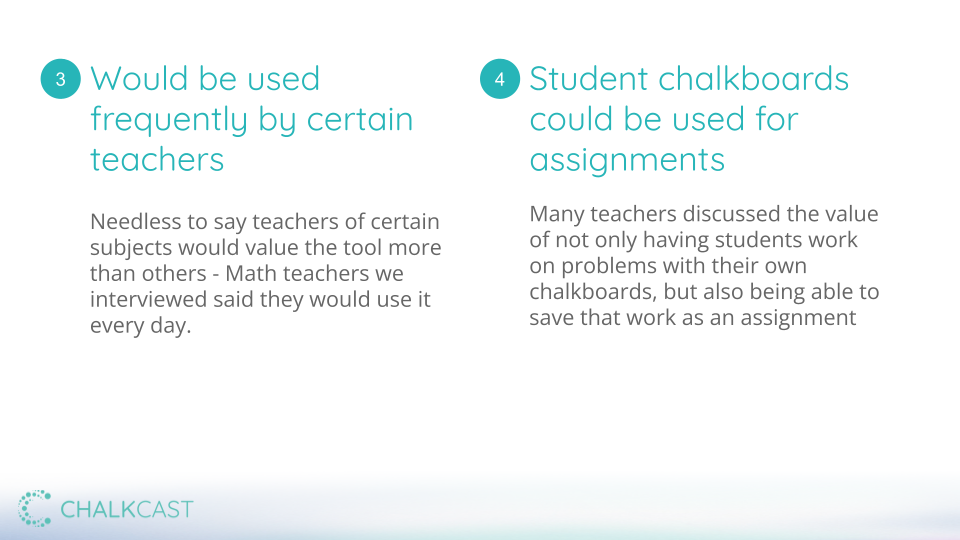 3
Would be used
frequently by certain
teachers
Needless to say teachers of certain
subjects would value the tool more
than others - Math teachers we
interviewed said they would use it
every day.
4
Student chalkboards
could be used for
assignments
Many teachers discussed the value
of not only having students work
on problems with their own
chalkboards, but also being able to
save that work as an assignment
CHALKCAST